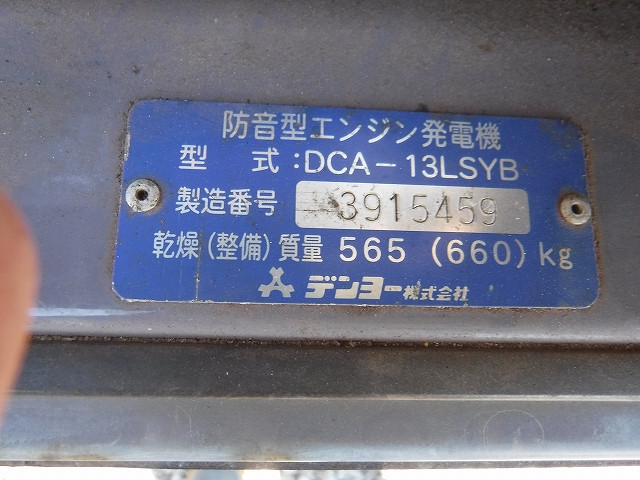 防音型エンジン発電機
型 式:DCA-13LSYB
製造番号 3915459
乾燥(整備)質量 565 (660) kg
デンヨー株式会社